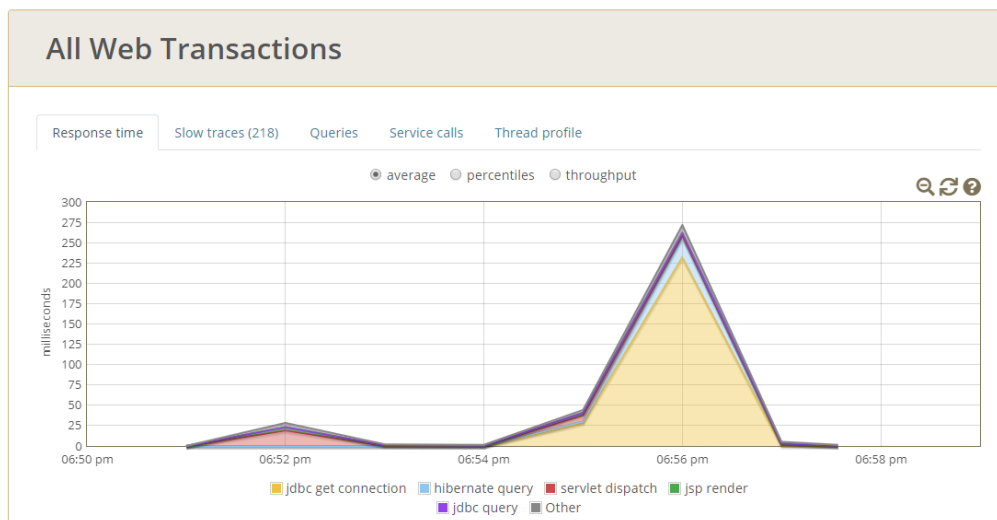 All Web Transactions
Response time Slow traces (218) Queries Service calls Thread profile
average percentiles throughput
300
275
250
225
200
175
150
125
100
75
50
25
0
milliseconds
06:50 pm 06:52 pm 06:54 pm 06:56 pm 06:58 pm
jdbc get connection hibernate query servlet dispatch jsp render
jdbc query Other